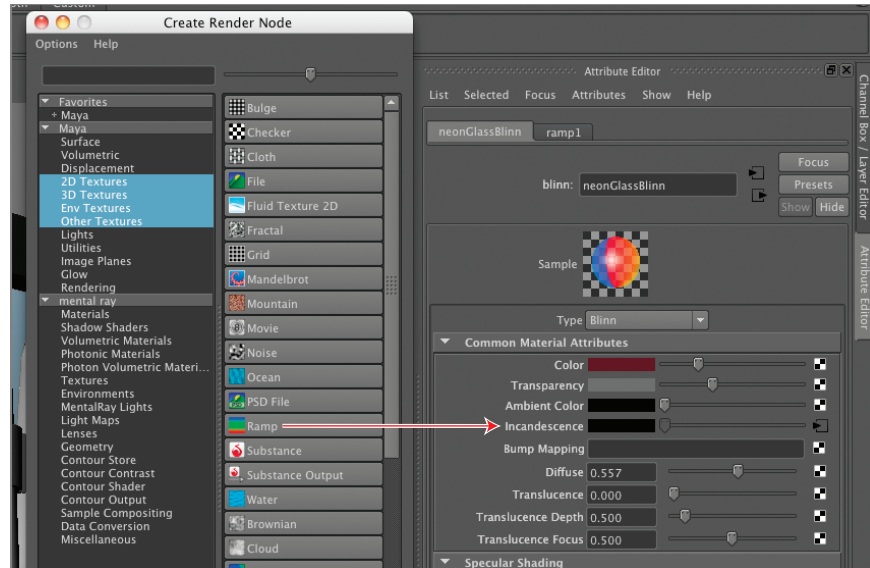 Custom
Create Render Node
Options Help
Favorites
+ Maya
Maya
Surface
Volumetric
Displacement
2D Textures
3D Textures
Env Textures
Other Textures
Lights
Utilities
Image Planes
Glow
Rendering
mental ray
Materials
Shadow Shaders
Volumetric Materials
Photonic Materials
Photon Volumetric Materi...
Textures
Environments
MentalRay Lights
Light Maps
Lenses
Geometry
Contour Store
Contour Contrast
Contour Shader
Contour Output
Sample Compositing
Data Conversion
Miscellaneous
Bulge
Checker
Cloth
File
Fluid Texture 2D
Fractal
Grid
Mandelbrot
Mountain
Movie
Noise
Ocean
PSD File
Ramp
Substance
Substance Output
Water
Brownian
Cloud
Attribute Editor
List Selected Focus Attributes Show Help
neonGlassBlinn ramp1
blinn: neonGlassBlinn
Focus
Presets
Show Hide
Sample
Type Blinn
Common Material Attributes
Color
Transparency
Ambient Color
Incandescence
Bump Mapping
Diffuse 0.557
Translucence 0.000
Translucence Depth 0.500
Translucence Focus 0.500
Specular Shading
Channel Box / Layer Editor
Attribute Editor